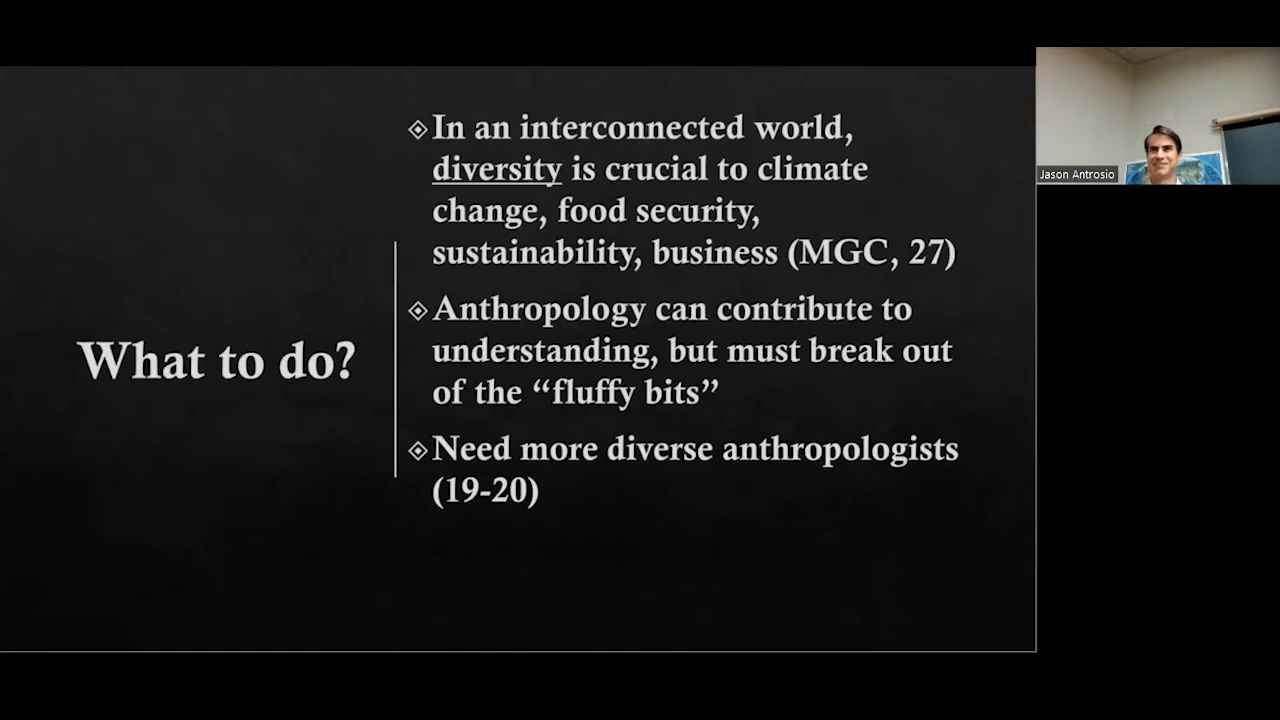 What to do?
In an interconnected world,
diversity is crucial to climate
change, food security,
sustainability, business (MGC, 27)
Anthropology can contribute to
understanding, but must break out
of the “fluffy bits”
Need more diverse anthropologists
(19-20)
Jason Antrosio